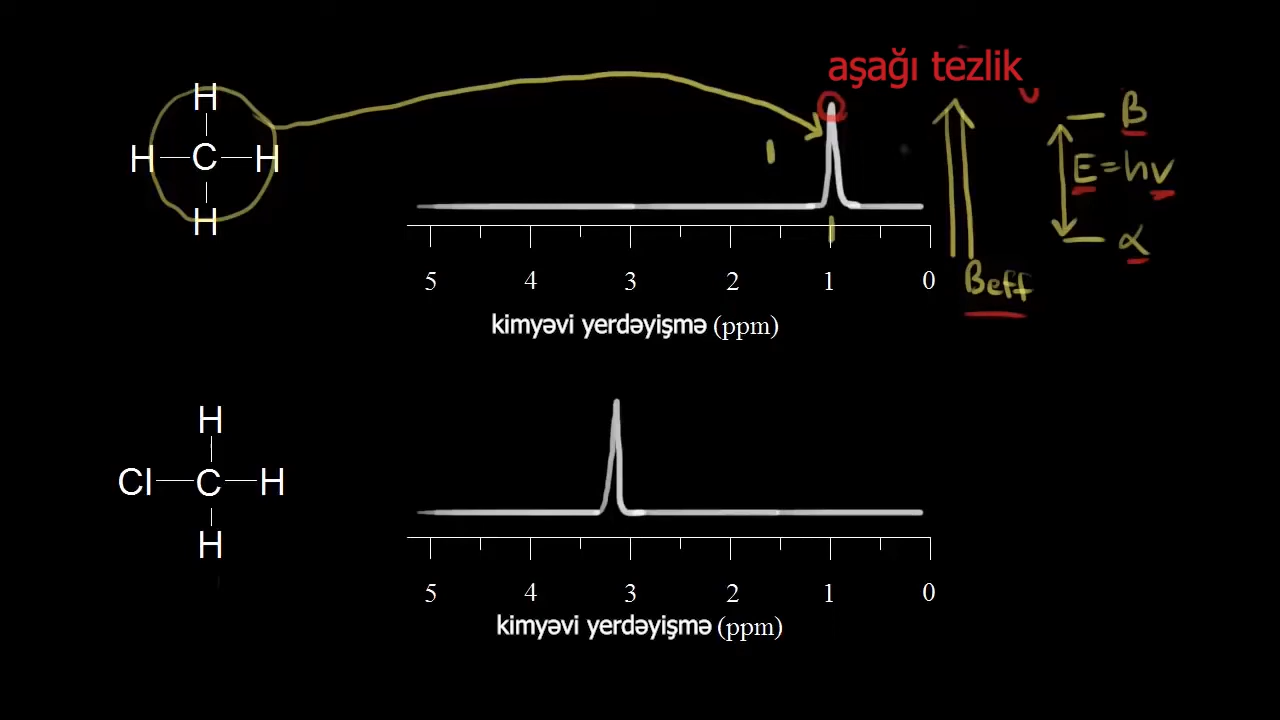 aşağı tezlik
H
H C H
H
I
B
E=hν
α
Beff
5 4 3 2 1 0
kimyəvi yerdəyişmə (ppm)
H
Cl C H
H
5 4 3 2 1 0
kimyəvi yerdəyişmə (ppm)